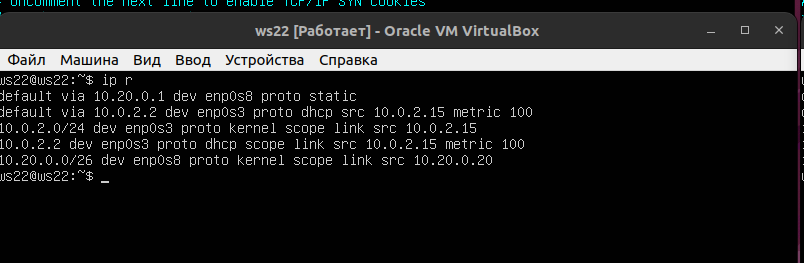 - Uncomment the next line to enable TCP/IP SYN cookies
ws22 [Работает] - Oracle VM VirtualBox
Файл Машина Вид Ввод Устройства Справка
ws22@ws22:~$ ip r
default via 10.20.0.1 dev enp0s8 proto static
default via 10.0.2.2 dev enp0s3 proto dhcp src 10.0.2.15 metric 100
10.0.2.0/24 dev enp0s3 proto kernel scope link src 10.0.2.15
10.0.2.2 dev enp0s3 proto dhcp scope link src 10.0.2.15 metric 100
10.20.0.0/26 dev enp0s8 proto kernel scope link src 10.20.0.20
ws22@ws22:~$ _